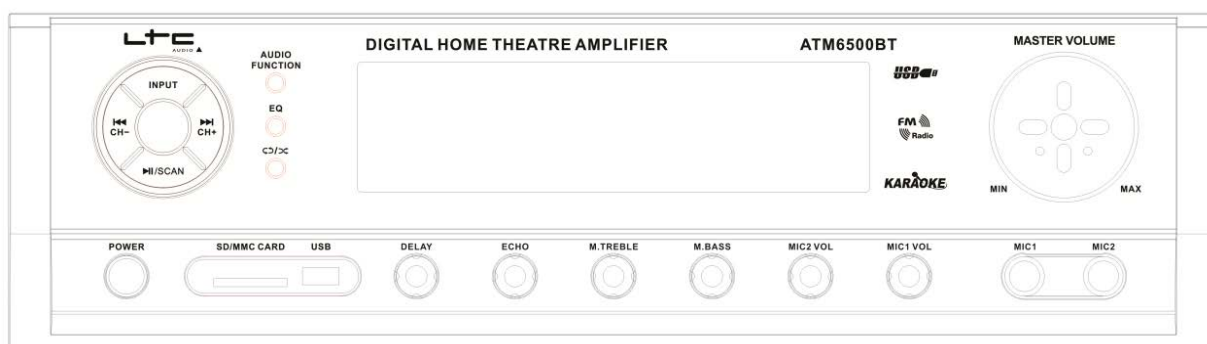 LTC
AUDIO
DIGITAL HOME THEATRE AMPLIFIER
ATM6500BT
MASTER VOLUME
AUDIO
FUNCTION
INPUT
EQ
CH-
CH+
/SCAN
/
USB
FM
Radio
KARAOKE
MIN
MAX
POWER
SD/MMC CARD
USB
DELAY
ECHO
M.TREBLE
M.BASS
MIC2 VOL
MIC1 VOL
MIC1
MIC2